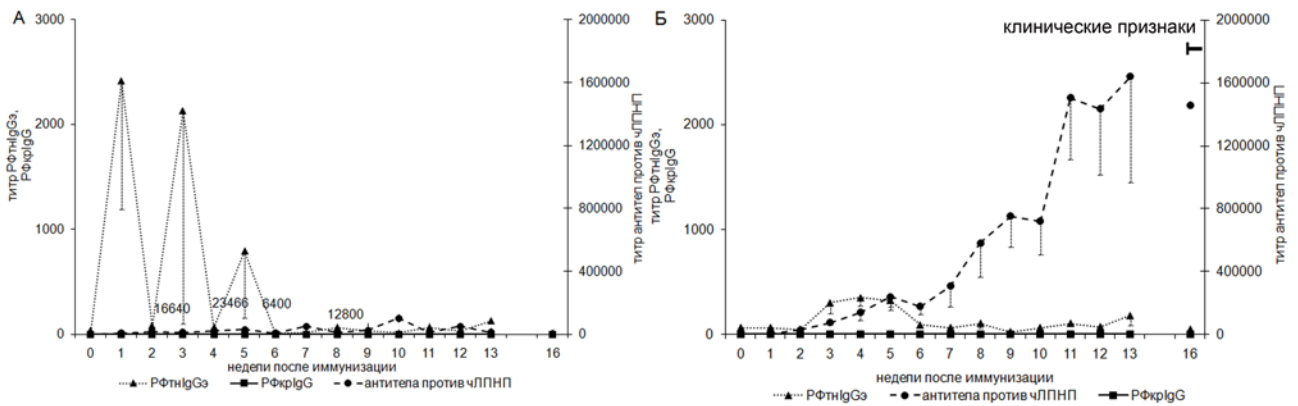 А
3000
2000
1000
0
титр РФтнIgGэ,
РФкрIgG
2000000
1600000
1200000
800000
400000
0
титр антител против чЛПНП
16640
23466
6400
12800
0 1 2 3 4 5 6 7 8 9 10 11 12 13 16
недели после иммунизации
РФтнIgGэ РФкрIgG антитела против чЛПНП
Б
клинические признаки
3000
2000
1000
0
титр РФтнIgGэ,
РФкрIgG
2000000
1600000
1200000
800000
400000
0
титр антител против чЛПНП
0 1 2 3 4 5 6 7 8 9 10 11 12 13 16
недели после иммунизации
РФтнIgGэ антитела против чЛПНП РФкрIgG